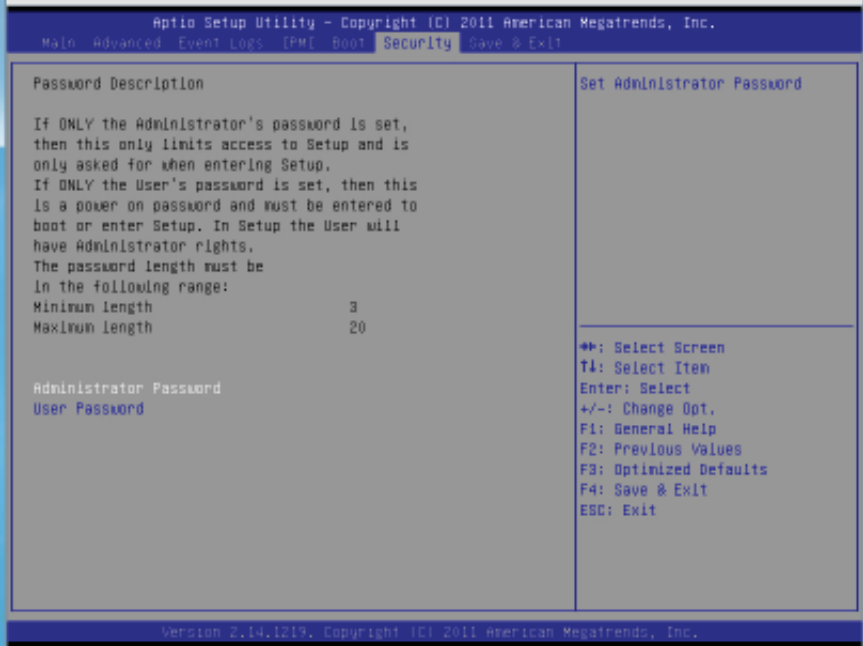 Aptio Setup Utility - Copyright (C) 2011 American Megatrends, Inc.
Main Advanced Event Logs IPMI Boot Security Save & Exit
Password Description
If ONLY the Administrator's password is set,
then this only limits access to Setup and is
only asked for when entering Setup.
If ONLY the User's password is set, then this
is a power on password and must be entered to
boot or enter Setup. In Setup the User will
have Administrator rights.
The password length must be
in the following range:
Minimum length 3
Maximum length 20
Administrator Password
User Password
Set Administrator Password
→←: Select Screen
↑↓: Select Item
Enter: Select
+/-: Change Opt.
F1: General Help
F2: Previous Values
F3: Optimized Defaults
F4: Save & Exit
ESC: Exit
Version 2.14.1219. Copyright (C) 2011 American Megatrends, Inc.